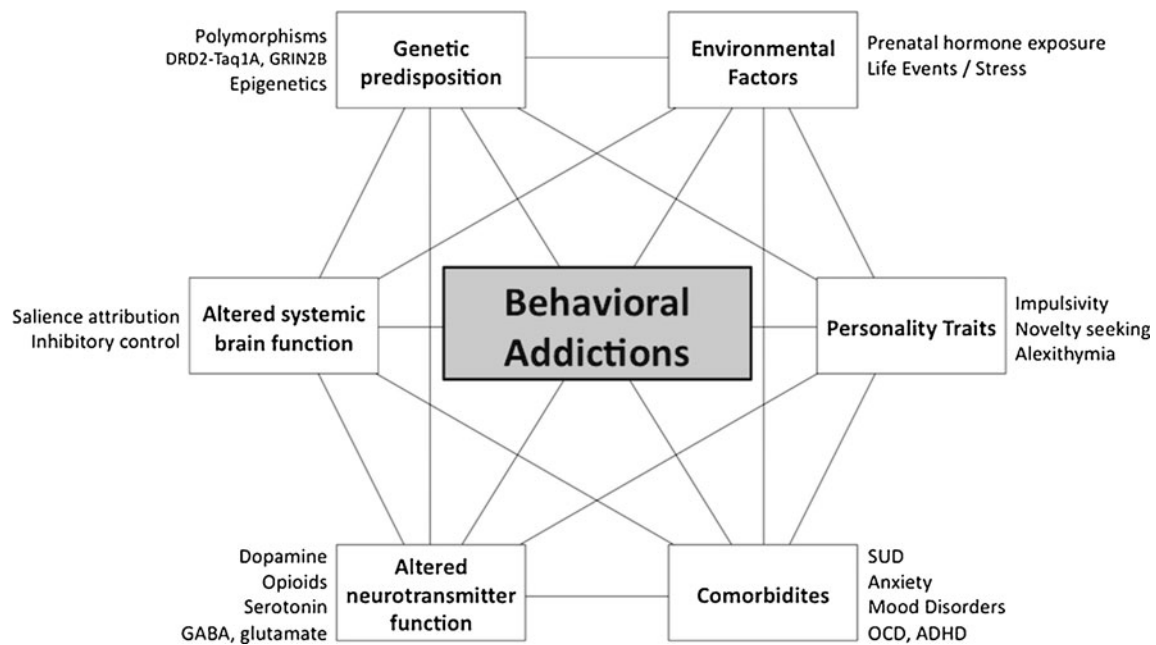 Polymorphisms
DRD2-Taq1A, GRIN2B
Epigenetics
Genetic
predisposition
Environmental
Factors
Prenatal hormone exposure
Life Events / Stress
Salience attribution
Inhibitory control
Altered systemic
brain function
Behavioral
Addictions
Personality Traits
Impulsivity
Novelty seeking
Alexithymia
Dopamine
Opioids
Serotonin
GABA, glutamate
Altered
neurotransmitter
function
Comorbidites
SUD
Anxiety
Mood Disorders
OCD, ADHD